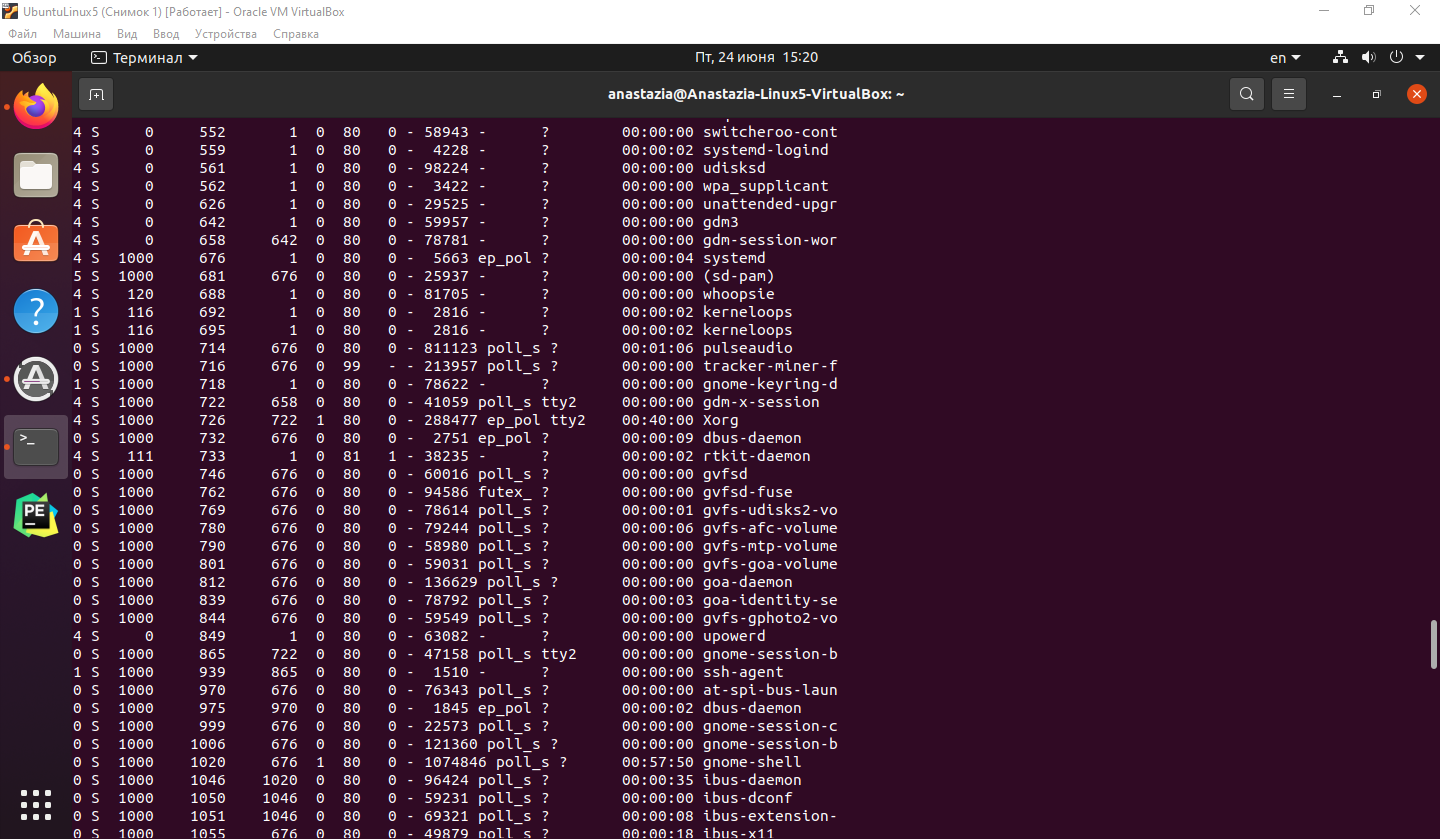 UbuntuLinux5 (Снимок 1) [Работает] - Oracle VM VirtualBox
Файл Машина Вид Ввод Устройства Справка
Обзор Терминал Пт, 24 июня 15:20 en
anastazia@Anastazia-Linux5-VirtualBox: ~
4 S 0 552 1 0 80 0 - 58943 - ? 00:00:00 switcheroo-cont
4 S 0 559 1 0 80 0 - 4228 - ? 00:00:02 systemd-logind
4 S 0 561 1 0 80 0 - 98224 - ? 00:00:00 udisksd
4 S 0 562 1 0 80 0 - 3422 - ? 00:00:00 wpa_supplicant
4 S 0 626 1 0 80 0 - 29525 - ? 00:00:00 unattended-upgr
4 S 0 642 1 0 80 0 - 59957 - ? 00:00:00 gdm3
4 S 0 658 642 0 80 0 - 78781 - ? 00:00:00 gdm-session-wor
4 S 1000 676 1 0 80 0 - 5663 ep_pol ? 00:00:04 systemd
5 S 1000 681 676 0 80 0 - 25937 - ? 00:00:00 (sd-pam)
4 S 120 688 1 0 80 0 - 81705 - ? 00:00:00 whoopsie
1 S 116 692 1 0 80 0 - 2816 - ? 00:00:02 kerneloops
1 S 116 695 1 0 80 0 - 2816 - ? 00:00:02 kerneloops
0 S 1000 714 676 0 80 0 - 811123 poll_s ? 00:01:06 pulseaudio
0 S 1000 716 676 0 99 - - 213957 poll_s ? 00:00:00 tracker-miner-f
1 S 1000 718 1 0 80 0 - 78622 - ? 00:00:00 gnome-keyring-d
4 S 1000 722 658 0 80 0 - 41059 poll_s tty2 00:00:00 gdm-x-session
4 S 1000 726 722 1 80 0 - 288477 ep_pol tty2 00:40:00 Xorg
0 S 1000 732 676 0 80 0 - 2751 ep_pol ? 00:00:09 dbus-daemon
4 S 111 733 1 0 81 1 - 38235 - ? 00:00:02 rtkit-daemon
0 S 1000 746 676 0 80 0 - 60016 poll_s ? 00:00:00 gvfsd
0 S 1000 762 676 0 80 0 - 94586 futex_ ? 00:00:00 gvfsd-fuse
0 S 1000 769 676 0 80 0 - 78614 poll_s ? 00:00:01 gvfs-udisks2-vo
0 S 1000 780 676 0 80 0 - 79244 poll_s ? 00:00:06 gvfs-afc-volume
0 S 1000 790 676 0 80 0 - 58980 poll_s ? 00:00:00 gvfs-mtp-volume
0 S 1000 801 676 0 80 0 - 59031 poll_s ? 00:00:00 gvfs-goa-volume
0 S 1000 812 676 0 80 0 - 136629 poll_s ? 00:00:00 goa-daemon
0 S 1000 839 676 0 80 0 - 78792 poll_s ? 00:00:03 goa-identity-se
0 S 1000 844 676 0 80 0 - 59549 poll_s ? 00:00:00 gvfs-gphoto2-vo
4 S 0 849 1 0 80 0 - 63082 - ? 00:00:00 upowerd
0 S 1000 865 722 0 80 0 - 47158 poll_s tty2 00:00:00 gnome-session-b
1 S 1000 939 865 0 80 0 - 1510 - ? 00:00:00 ssh-agent
0 S 1000 970 676 0 80 0 - 76343 poll_s ? 00:00:00 at-spi-bus-laun
0 S 1000 975 970 0 80 0 - 1845 ep_pol ? 00:00:02 dbus-daemon
0 S 1000 999 676 0 80 0 - 22573 poll_s ? 00:00:00 gnome-session-c
0 S 1000 1006 676 0 80 0 - 121360 poll_s ? 00:00:00 gnome-session-b
0 S 1000 1020 676 1 80 0 - 1074846 poll_s ? 00:57:50 gnome-shell
0 S 1000 1046 1020 0 80 0 - 96424 poll_s ? 00:00:35 ibus-daemon
0 S 1000 1050 1046 0 80 0 - 59231 poll_s ? 00:00:00 ibus-dconf
0 S 1000 1051 1046 0 80 0 - 69321 poll_s ? 00:00:08 ibus-extension-
0 S 1000 1055 676 0 80 0 - 49879 poll_s ? 00:00:18 ibus-x11
PE